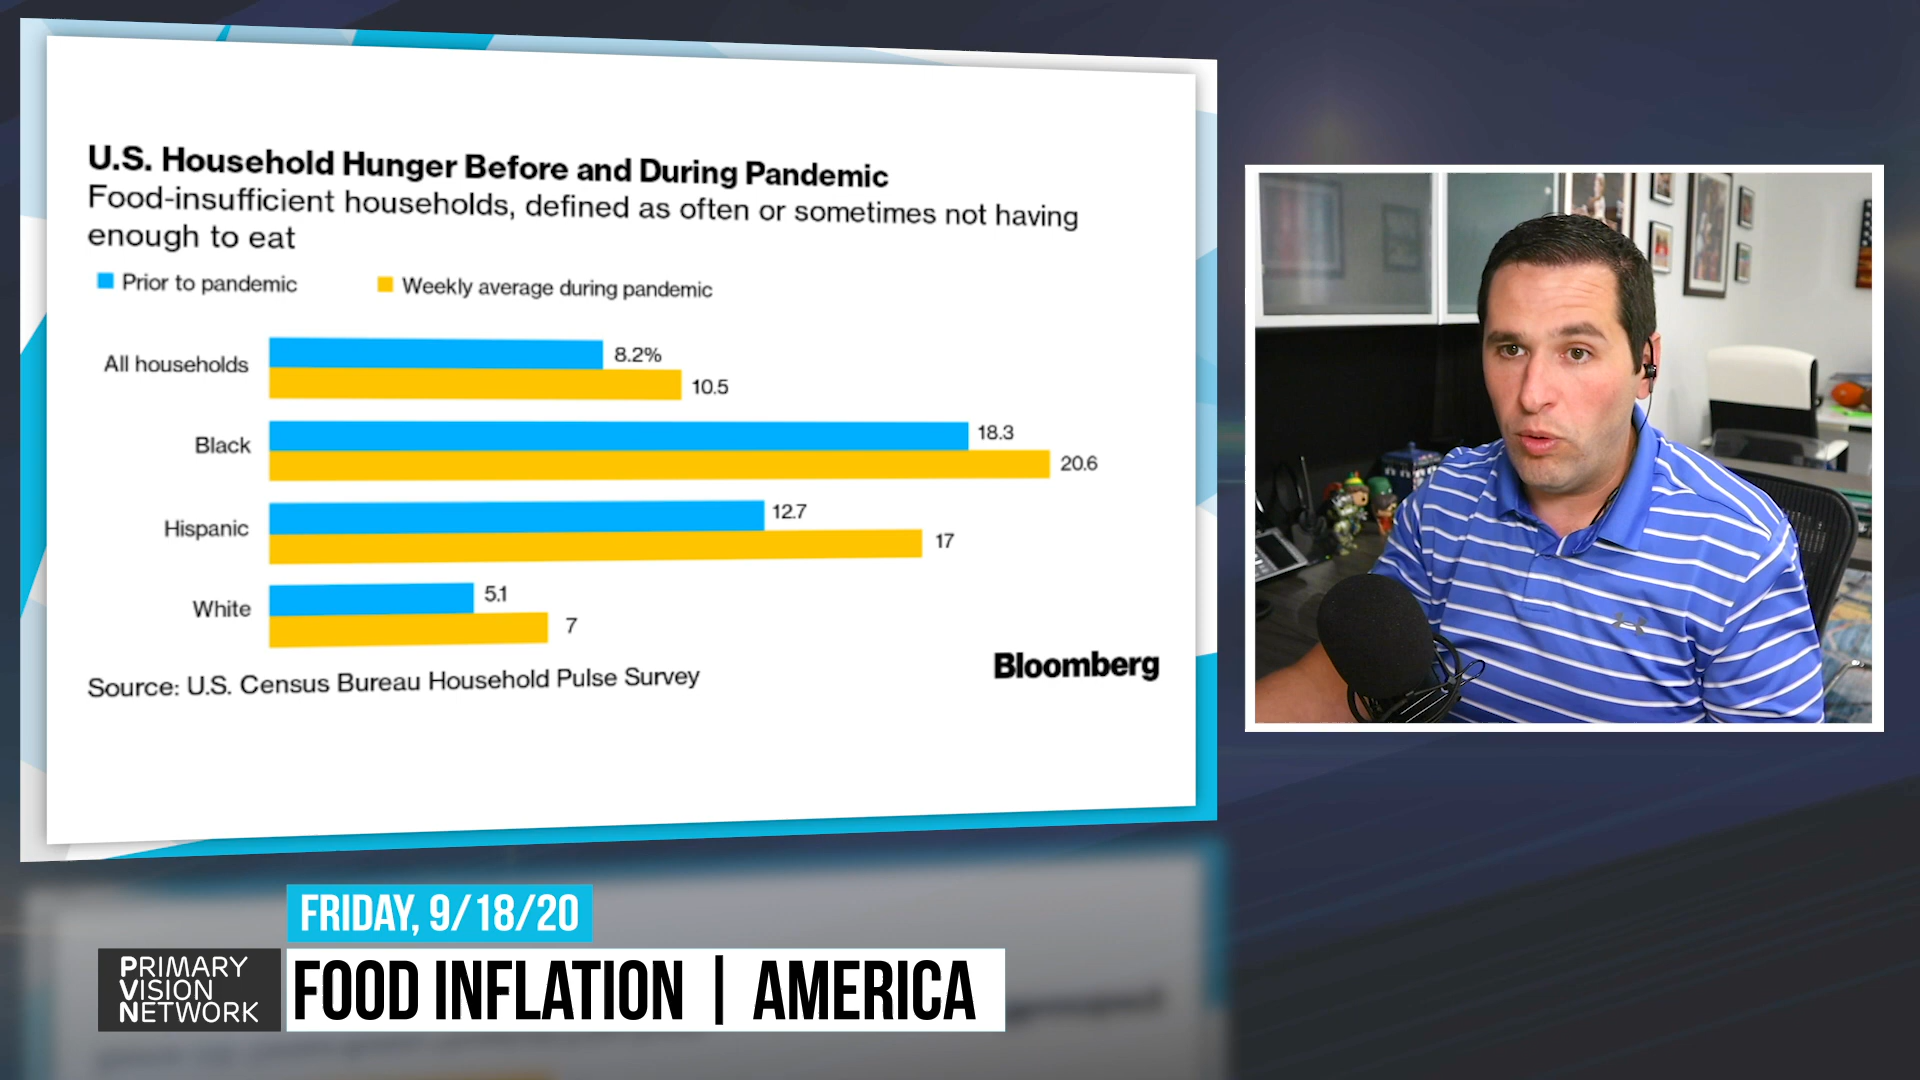 U.S. Household Hunger Before and During Pandemic
Food-insufficient households, defined as often or sometimes not having
enough to eat
Prior to pandemic
Weekly average during pandemic
All households
8.2%
10.5
Black
18.3
20.6
Hispanic
12.7
17
White
5.1
7
Source: U.S. Census Bureau Household Pulse Survey
Bloomberg
FRIDAY, 9/18/20
PRIMARY
VISION
NETWORK
FOOD INFLATION | AMERICA